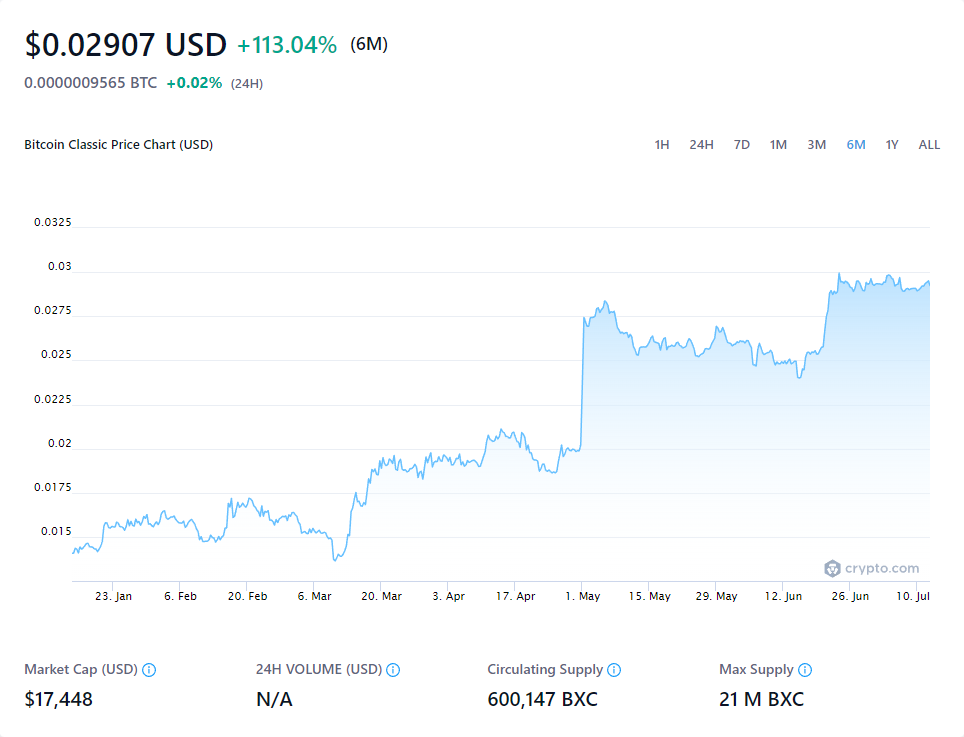 $0.02907 USD +113.04% (6M)
0.0000009565 BTC +0.02% (24H)
Bitcoin Classic Price Chart (USD) 1H 24H 7D 1M 3M 6M 1Y ALL
0.0325
0.03
0.0275
0.025
0.0225
0.02
0.0175
0.015
crypto.com
23. Jan 6. Feb 20. Feb 6. Mar 20. Mar 3. Apr 17. Apr 1. May 15. May 29. May 12. Jun 26. Jun 10. Jul
Market Cap (USD) 24H VOLUME (USD) Circulating Supply Max Supply
$17,448 N/A 600,147 BXC 21 M BXC